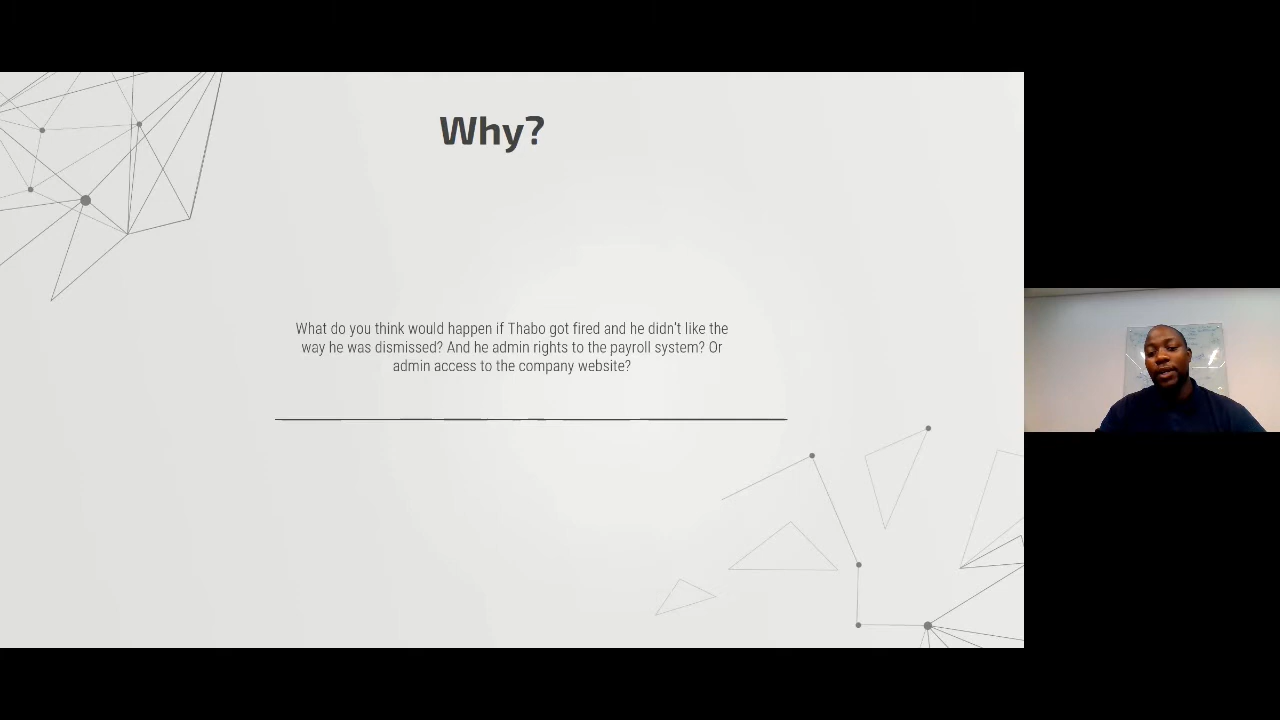 Why?
What do you think would happen if Thabo got fired and he didn't like the
way he was dismissed? And he admin rights to the payroll system? Or
admin access to the company website?